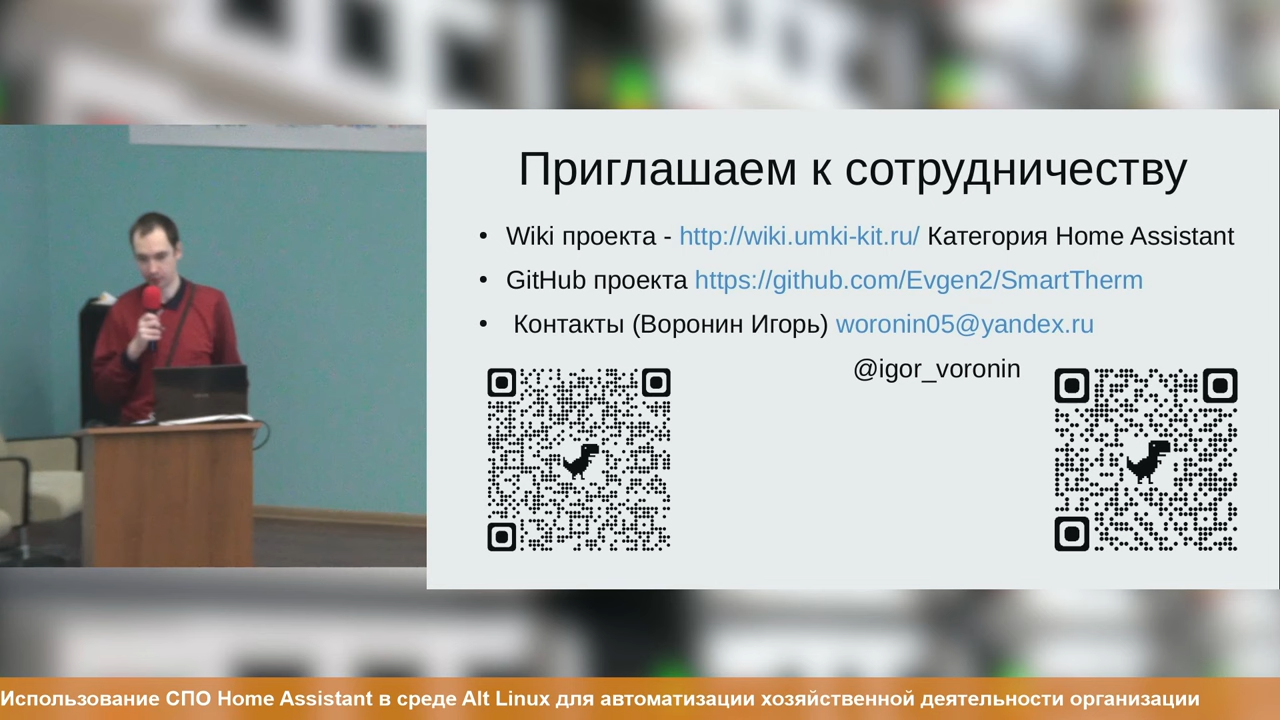 Приглашаем к сотрудничеству
• Wiki проекта - http://wiki.umki-kit.ru/ Категория Home Assistant
• GitHub проекта https://github.com/Evgen2/SmartTherm
• Контакты (Воронин Игорь) woronin05@yandex.ru
@igor_voronin
Использование СПО Home Assistant в среде Alt Linux для автоматизации хозяйственной деятельности организации